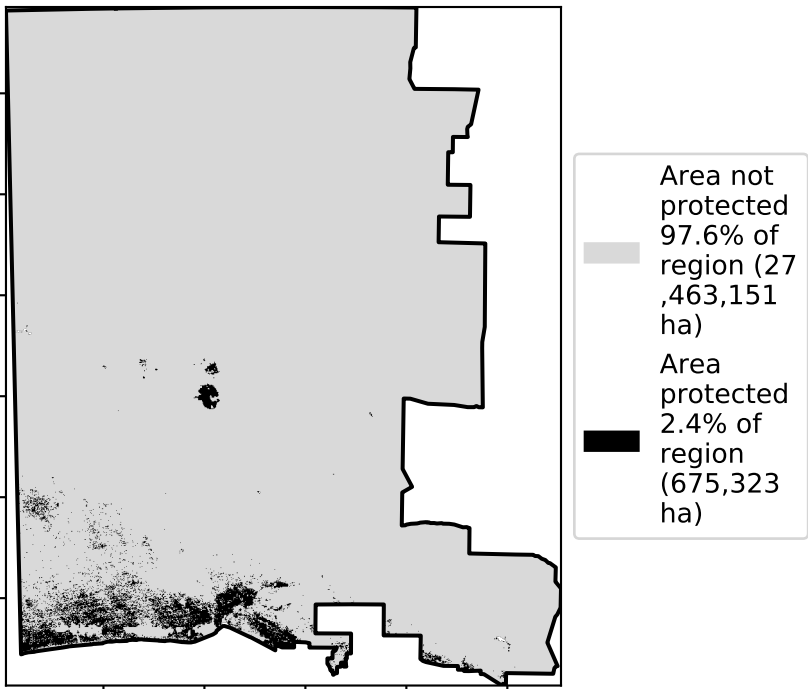 Area not
protected
97.6% of
region (27
,463,151
ha)
Area
protected
2.4% of
region
(675,323
ha)